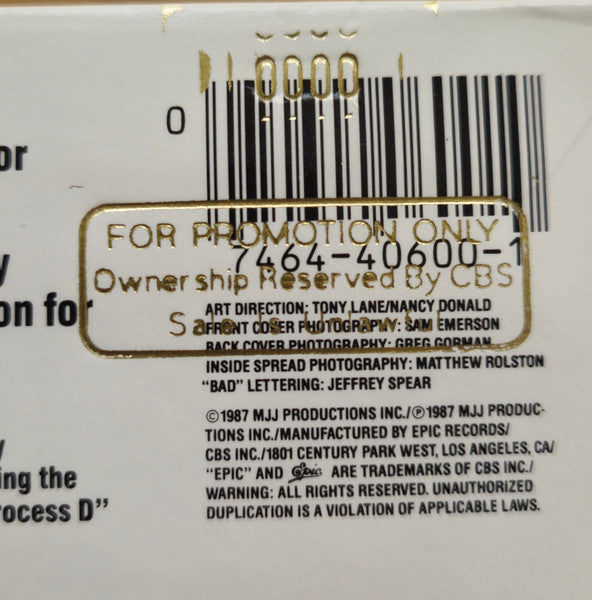 0000
0
7464-40600-1
FOR PROMOTION ONLY
Ownership Reserved By CBS
Sale Is Unlawful
or
y
on for
y
ing the
rocess D”
ART DIRECTION: TONY LANE/NANCY DONALD
FRONT COVER PHOTOGRAPHY: SAM EMERSON
BACK COVER PHOTOGRAPHY: GREG GORMAN
INSIDE SPREAD PHOTOGRAPHY: MATTHEW ROLSTON
“BAD” LETTERING: JEFFREY SPEAR
©1987 MJJ PRODUCTIONS INC./℗1987 MJJ PRODUC-
TIONS INC./MANUFACTURED BY EPIC RECORDS/
CBS INC./1801 CENTURY PARK WEST, LOS ANGELES, CA/
“EPIC” AND Epic ARE TRADEMARKS OF CBS INC./
WARNING: ALL RIGHTS RESERVED. UNAUTHORIZED
DUPLICATION IS A VIOLATION OF APPLICABLE LAWS.